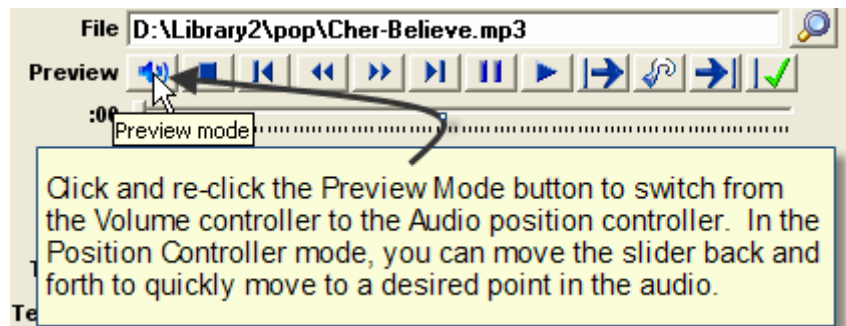 File D:\Library2\pop\Cher-Believe.mp3
Preview
:00
Preview mode
Click and re-click the Preview Mode button to switch from
the Volume controller to the Audio position controller. In the
Position Controller mode, you can move the slider back and
forth to quickly move to a desired point in the audio.
Te